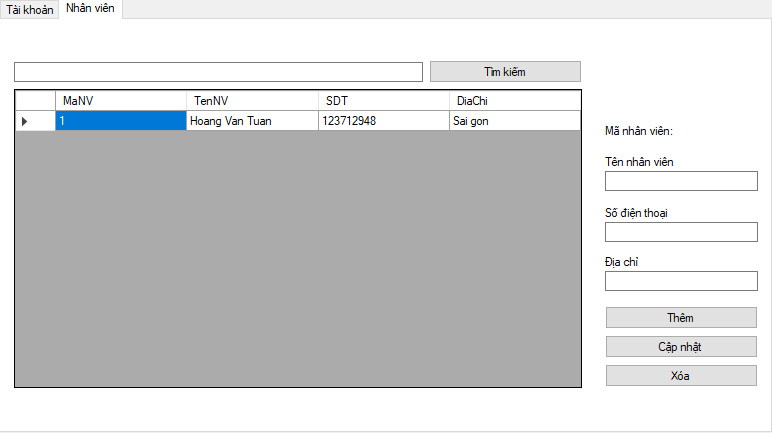 Tài khoản Nhân viên
Tìm kiếm
MaNV TenNV SDT DiaChi
1 Hoang Van Tuan 123712948 Sai gon
Mã nhân viên:
Tên nhân viên
Số điện thoại
Địa chỉ
Thêm
Cập nhật
Xóa